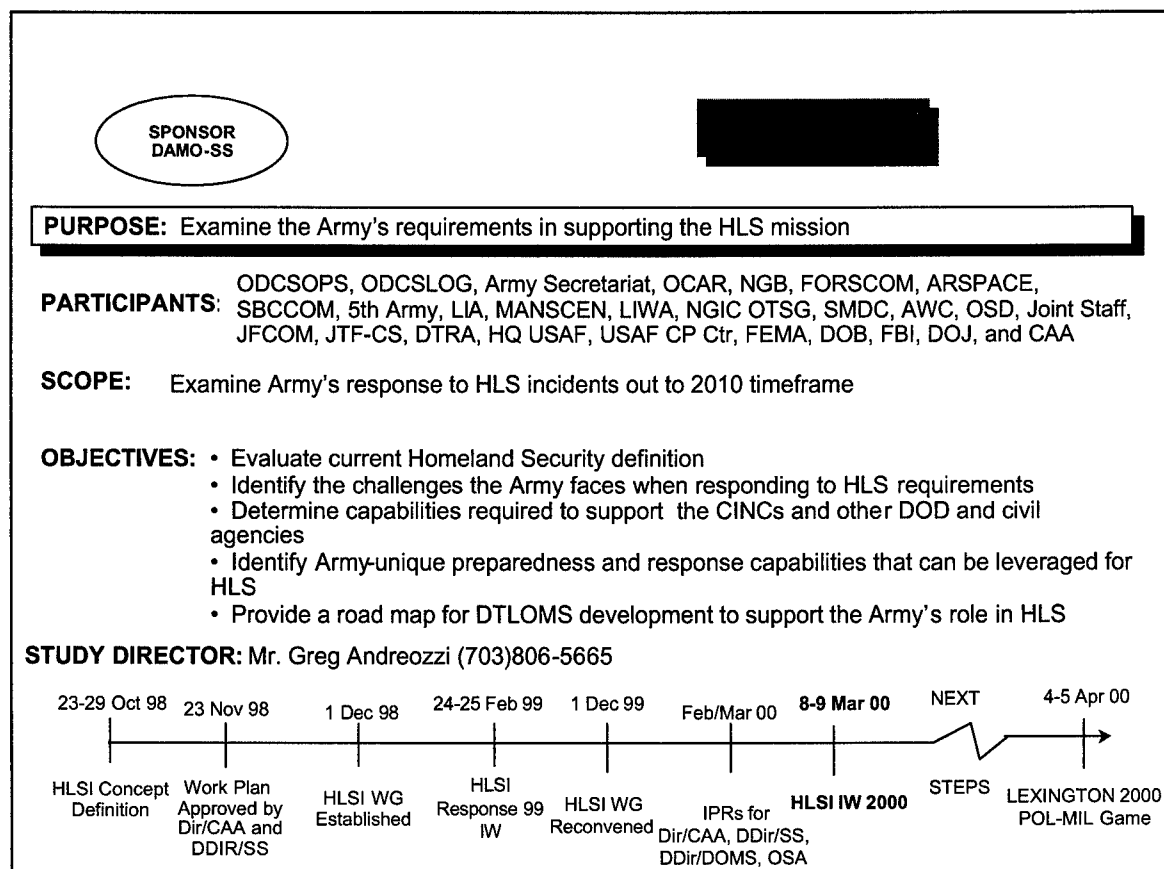 SPONSOR
DAMO-SS
PURPOSE: Examine the Army's requirements in supporting the HLS mission
PARTICIPANTS: ODCSOPS, ODCSLOG, Army Secretariat, OCAR, NGB, FORSCOM, ARSPACE,
SBCCOM, 5th Army, LIA, MANSCEN, LIWA, NGIC OTSG, SMDC, AWC, OSD, Joint Staff,
JFCOM, JTF-CS, DTRA, HQ USAF, USAF CP Ctr, FEMA, DOB, FBI, DOJ, and CAA
SCOPE: Examine Army's response to HLS incidents out to 2010 timeframe
OBJECTIVES: • Evaluate current Homeland Security definition
• Identify the challenges the Army faces when responding to HLS requirements
• Determine capabilities required to support the CINCs and other DOD and civil
agencies
• Identify Army-unique preparedness and response capabilities that can be leveraged for
HLS
• Provide a road map for DTLOMS development to support the Army's role in HLS
STUDY DIRECTOR: Mr. Greg Andreozzi (703)806-5665
23-29 Oct 98
HLSI Concept
Definition
23 Nov 98
Work Plan
Approved by
Dir/CAA and
DDIR/SS
1 Dec 98
HLSI WG
Established
24-25 Feb 99
HLSI
Response 99
IW
1 Dec 99
HLSI WG
Reconvened
Feb/Mar 00
IPRs for
Dir/CAA, DDir/SS,
DDir/DOMS, OSA
8-9 Mar 00
HLSI IW 2000
NEXT
STEPS
4-5 Apr 00
LEXINGTON 2000
POL-MIL Game